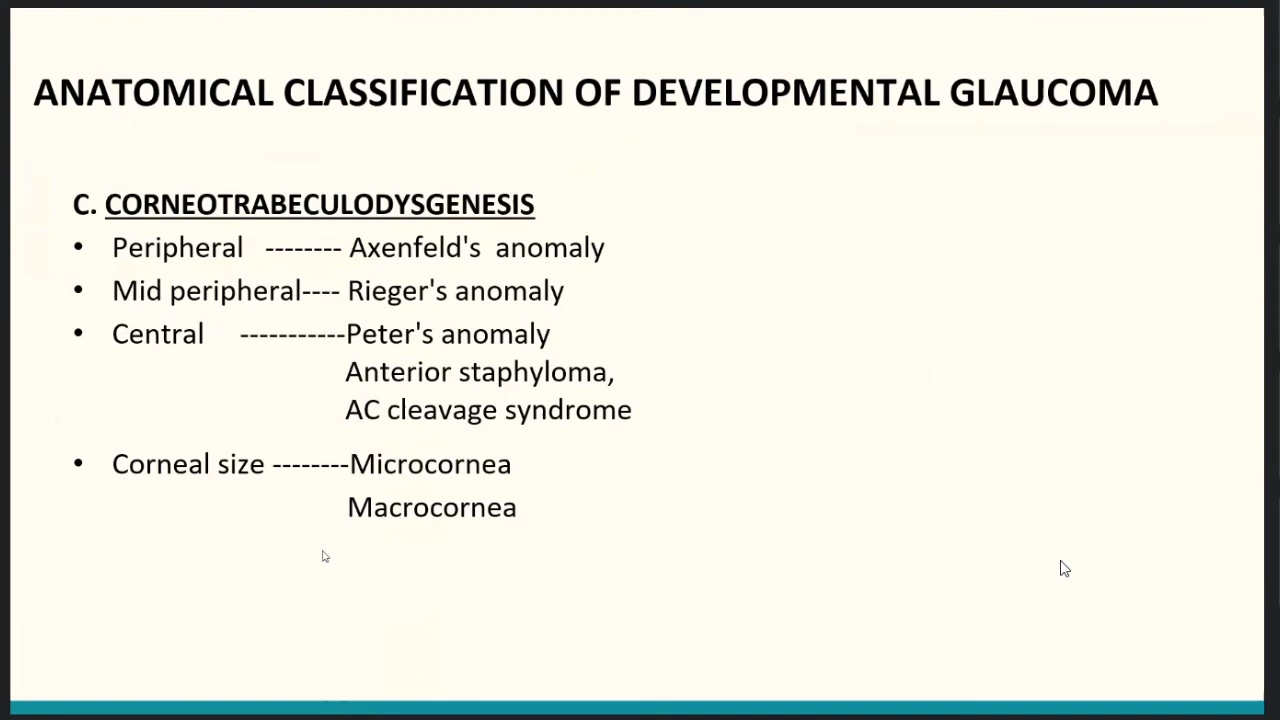 ANATOMICAL CLASSIFICATION OF DEVELOPMENTAL GLAUCOMA
C. CORNEOTRABECULODYSGENESIS
• Peripheral -------- Axenfeld's anomaly
• Mid peripheral---- Rieger's anomaly
• Central -----------Peter's anomaly
Anterior staphyloma,
AC cleavage syndrome
• Corneal size --------Microcornea
Macrocornea